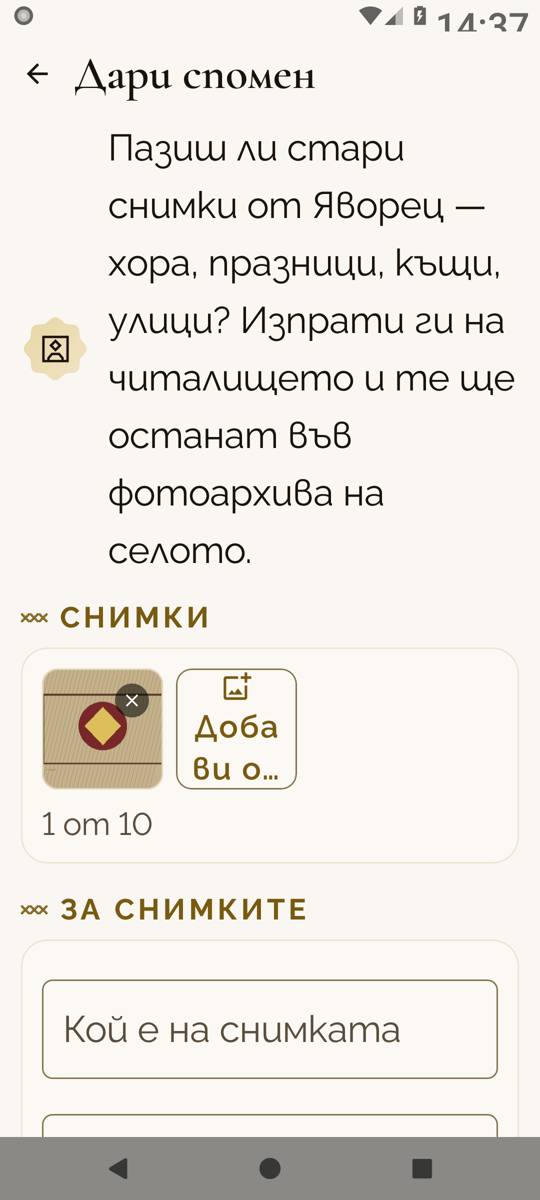 14:37
Дари спомен
Пазиш ли стари
снимки от Яворец —
хора, празници, къщи,
улици? Изпрати ги на
читалището и те ще
останат във
фотоархива на
селото.
СНИМКИ
Доба
ви о…
1 от 10
ЗА СНИМКИТЕ
Кой е на снимката